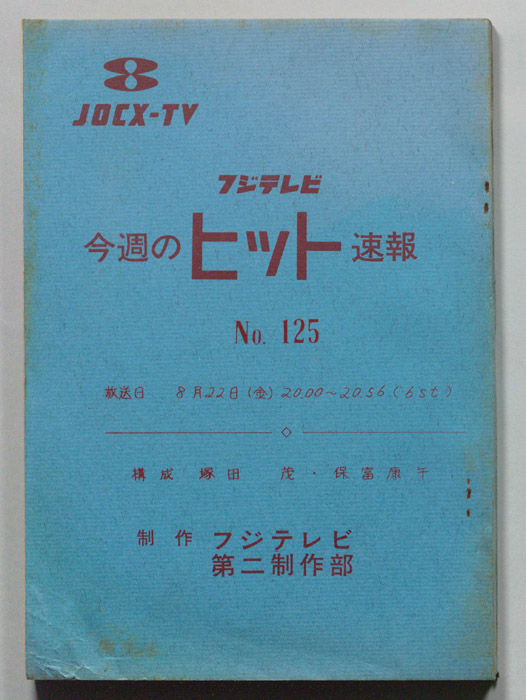 JOCX-TV
フジテレビ
今週のヒット速報
No. 125
放送日 8月22日(金)20.00～20.56(6st)
構成 塚田 茂・保富康午
制作 フジテレビ
第二制作部